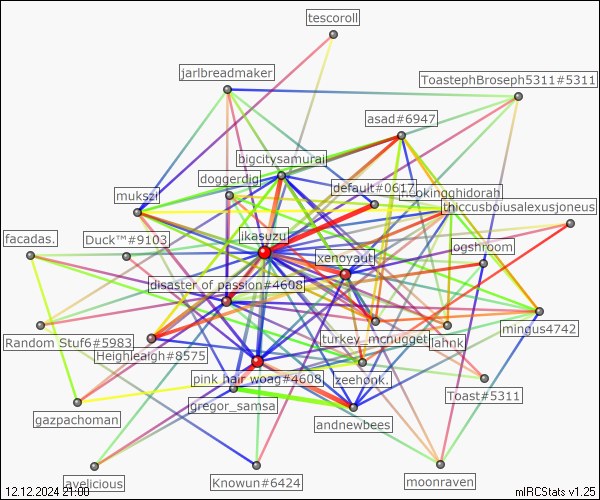 tescoroll
jarlbreadmaker
ToastephBroseph5311#5311
asad#6947
bigcitysamurai
doggerdig
default#0617
mukszi
thiccusboiusalexusjoneus
facadas.
Duck™#9103
ikasuzu
ogshroom
xenoyauti
disaster of passion#4608
mingus4742
Random Stuf6#5983
turkey_mcnugget
lahnk
Heighleaigh#8575
pink hair woag#4608
zeehonk.
Toast#5311
gregor_samsa
gazpachoman
andnewbees
avelicious
Knowun#6424
moonraven
12.12.2024 21:00
mIRCStats v1.25